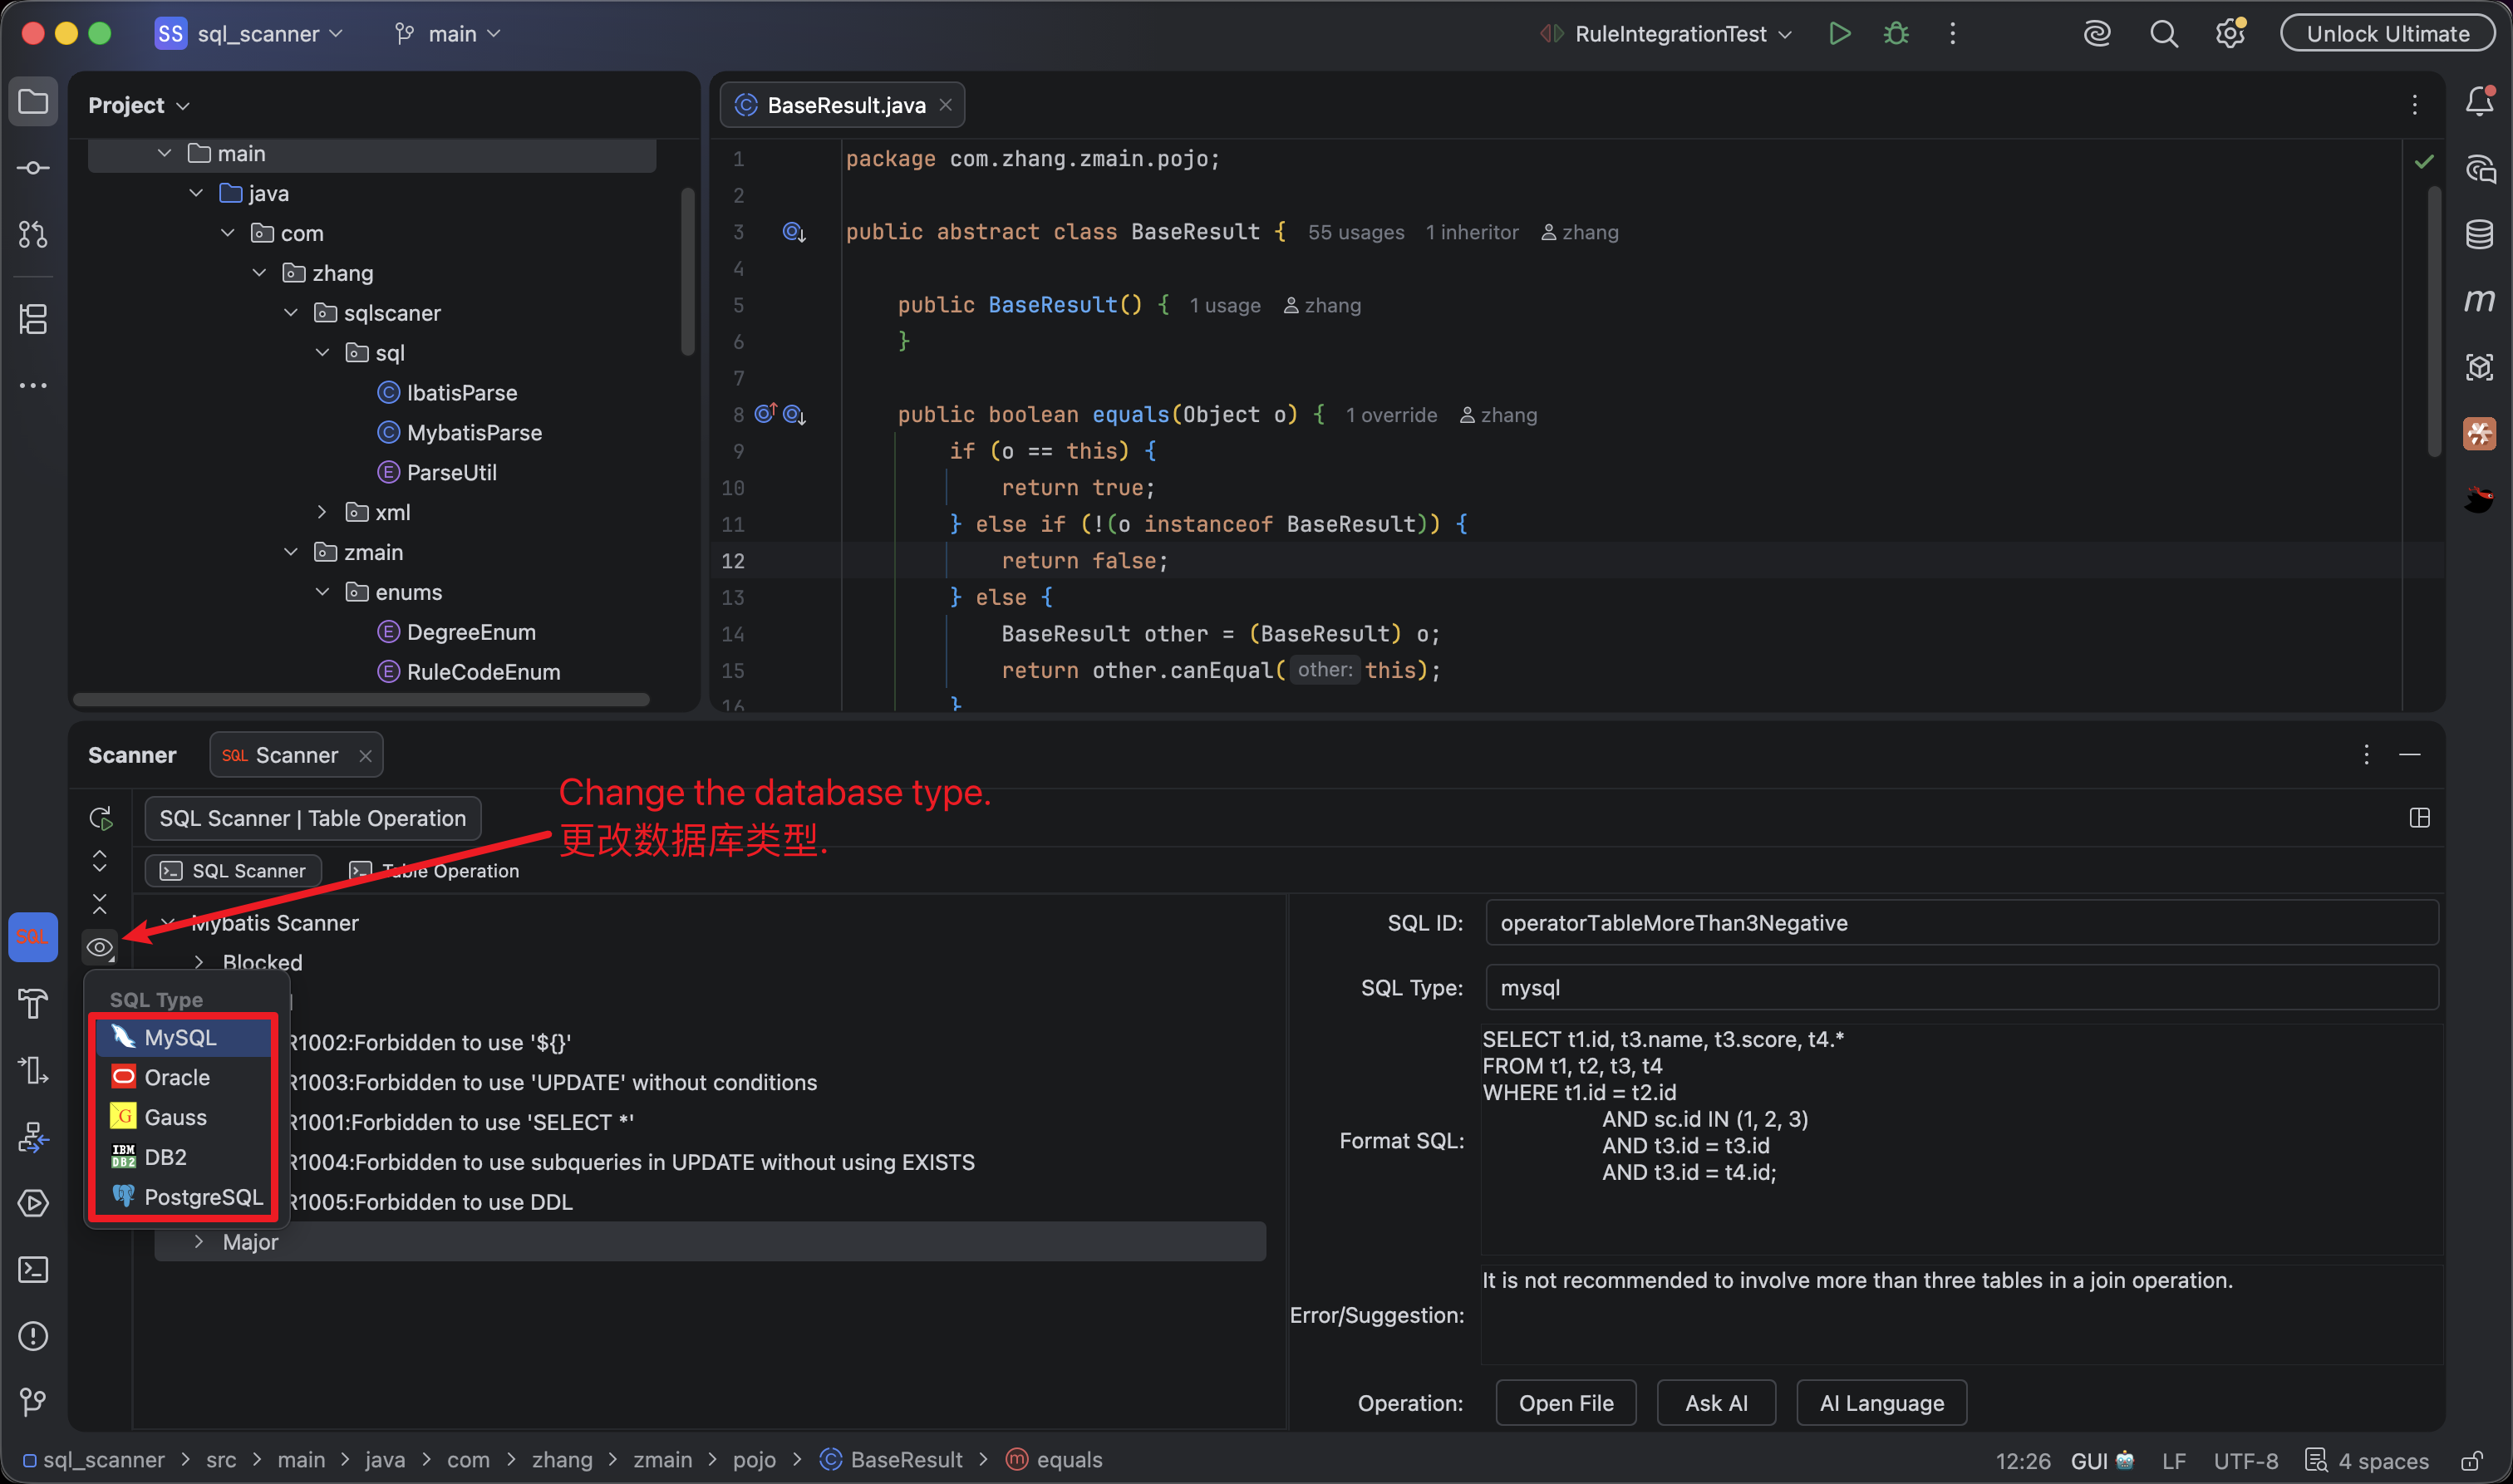 SS sql_scanner
main
RuleIntegrationTest
Unlock Ultimate
Project
main
java
com
zhang
sqlscaner
sql
IbatisParse
MybatisParse
ParseUtil
xml
zmain
enums
DegreeEnum
RuleCodeEnum
BaseResult.java
1 package com.zhang.zmain.pojo;
2
3 public abstract class BaseResult { 55 usages 1 inheritor zhang
4
5 public BaseResult() { 1 usage zhang
6 }
7
8 public boolean equals(Object o) { 1 override zhang
9 if (o == this) {
10 return true;
11 } else if (!(o instanceof BaseResult)) {
12 return false;
13 } else {
14 BaseResult other = (BaseResult) o;
15 return other.canEqual( other: this);
16 }
Scanner
SQL Scanner
Change the database type.
更改数据库类型.
SQL Scanner | Table Operation
SQL Scanner
Table Operation
Mybatis Scanner
Blocked
SQL
SQL Type
MySQL
Oracle
G Gauss
IBM DB2 DB2
PostgreSQL
R1002:Forbidden to use '${}'
R1003:Forbidden to use 'UPDATE' without conditions
R1001:Forbidden to use 'SELECT *'
R1004:Forbidden to use subqueries in UPDATE without using EXISTS
R1005:Forbidden to use DDL
Major
SQL ID: operatorTableMoreThan3Negative
SQL Type: mysql
Format SQL:
SELECT t1.id, t3.name, t3.score, t4.*
FROM t1, t2, t3, t4
WHERE t1.id = t2.id
AND sc.id IN (1, 2, 3)
AND t3.id = t3.id
AND t3.id = t4.id;
Error/Suggestion:
It is not recommended to involve more than three tables in a join operation.
Operation: Open File Ask AI AI Language
sql_scanner > src > main > java > com > zhang > zmain > pojo > BaseResult > equals
12:26 GUI LF UTF-8 4 spaces